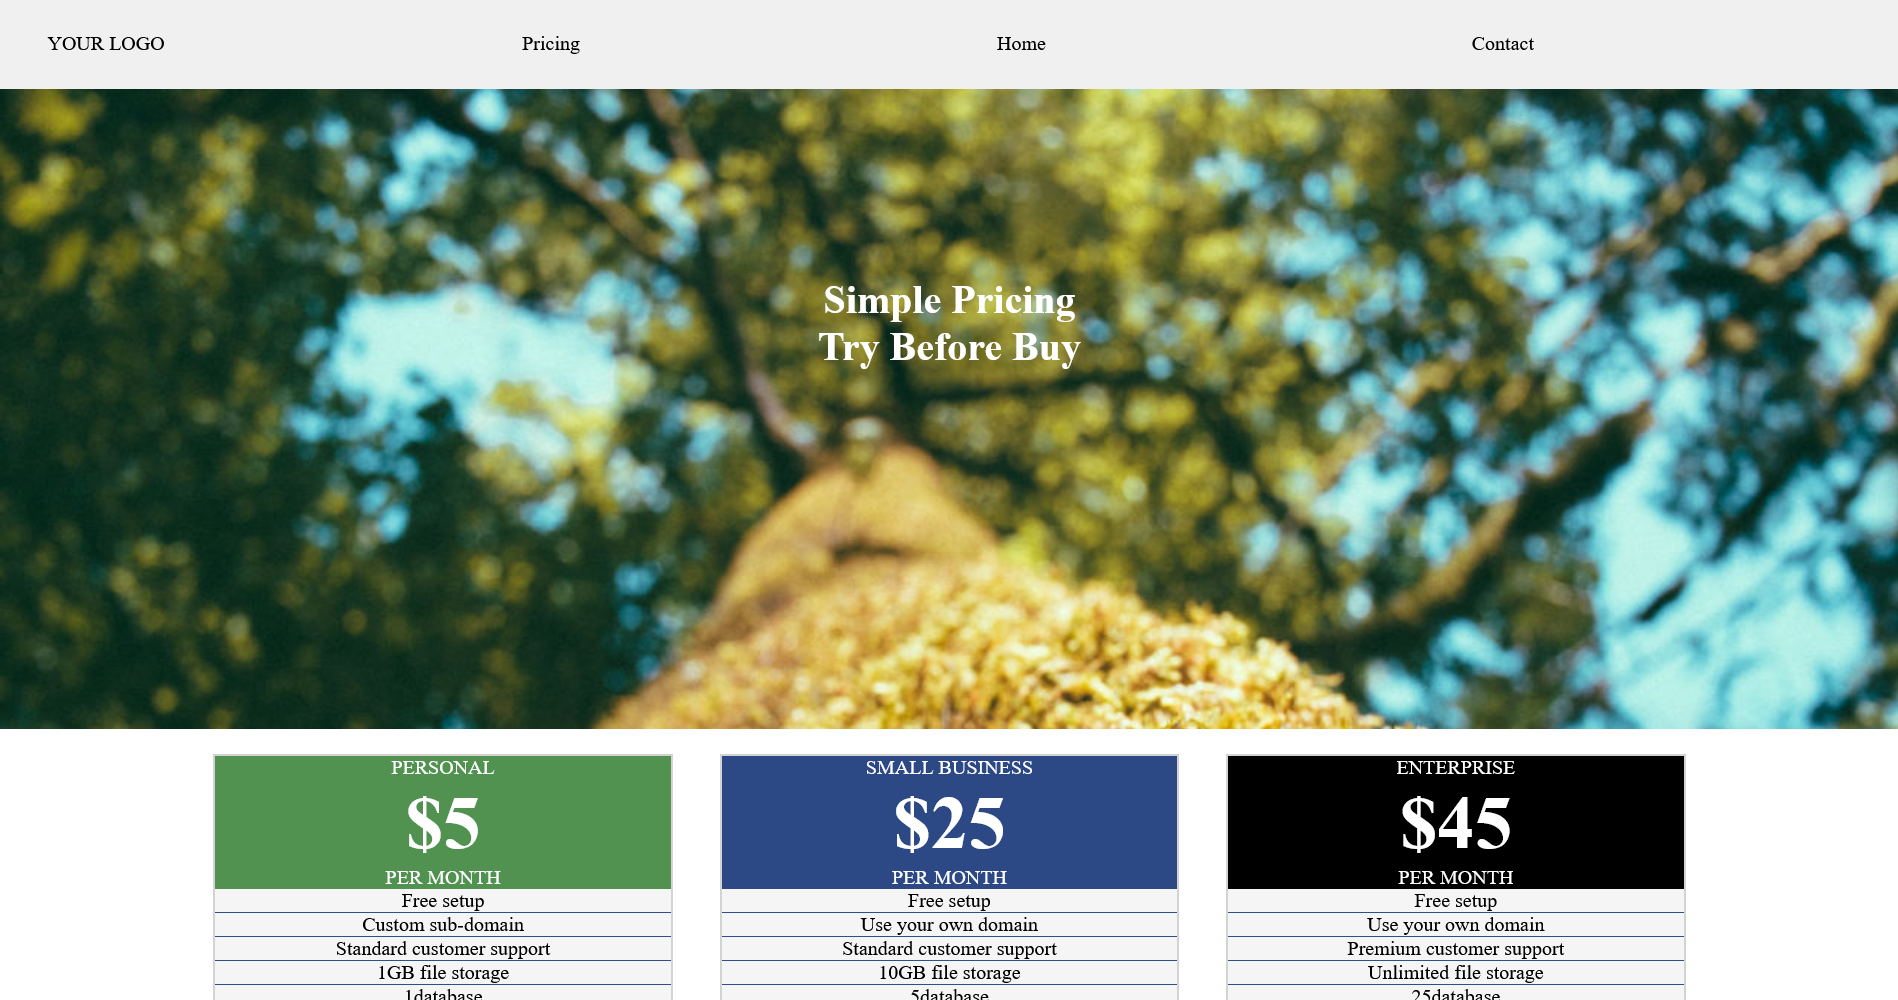 YOUR LOGO Pricing Home Contact
Simple Pricing
Try Before Buy
PERSONAL
$5
PER MONTH
Free setup
Custom sub-domain
Standard customer support
1GB file storage
1database
SMALL BUSINESS
$25
PER MONTH
Free setup
Use your own domain
Standard customer support
10GB file storage
5database
ENTERPRISE
$45
PER MONTH
Free setup
Use your own domain
Premium customer support
Unlimited file storage
25database